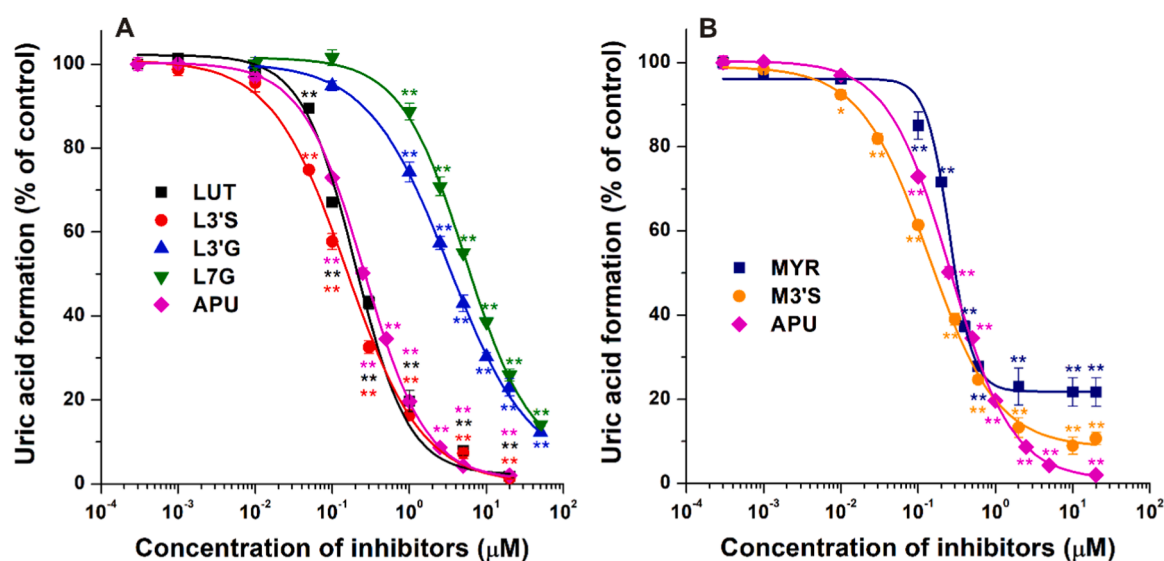 A
Uric acid formation (% of control)
100
80
60
40
20
0
LUT
L3'S
L3'G
L7G
APU
** ** ** ** ** ** ** ** ** ** ** ** ** ** ** ** ** ** ** ** ** ** ** ** ** ** ** ** ** **
10⁻⁴ 10⁻³ 10⁻² 10⁻¹ 10⁰ 10¹ 10²
Concentration of inhibitors (μM)
B
Uric acid formation (% of control)
100
80
60
40
20
0
MYR
M3'S
APU
* ** ** ** ** ** ** ** ** ** ** ** ** ** ** ** ** ** ** ** ** **
10⁻⁴ 10⁻³ 10⁻² 10⁻¹ 10⁰ 10¹ 10²
Concentration of inhibitors (μM)